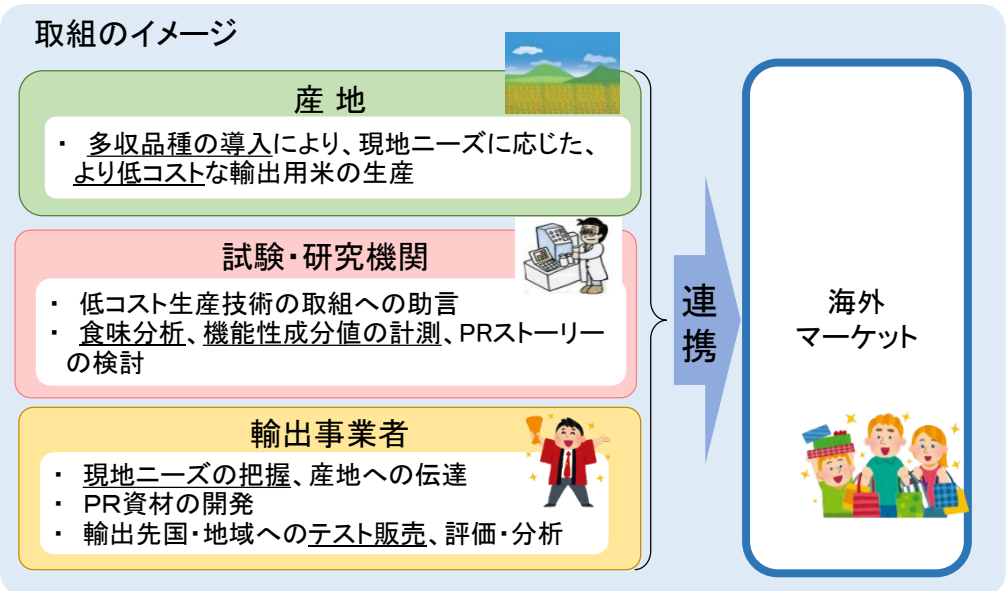 取組のイメージ
産 地
・ 多収品種の導入により、現地ニーズに応じた、
より低コストな輸出用米の生産
試験・研究機関
・ 低コスト生産技術の取組への助言
・ 食味分析、機能性成分値の計測、PRストーリー
の検討
輸出事業者
・ 現地ニーズの把握、産地への伝達
・ PR資材の開発
・ 輸出先国・地域へのテスト販売、評価・分析
連
携
海外
マーケット